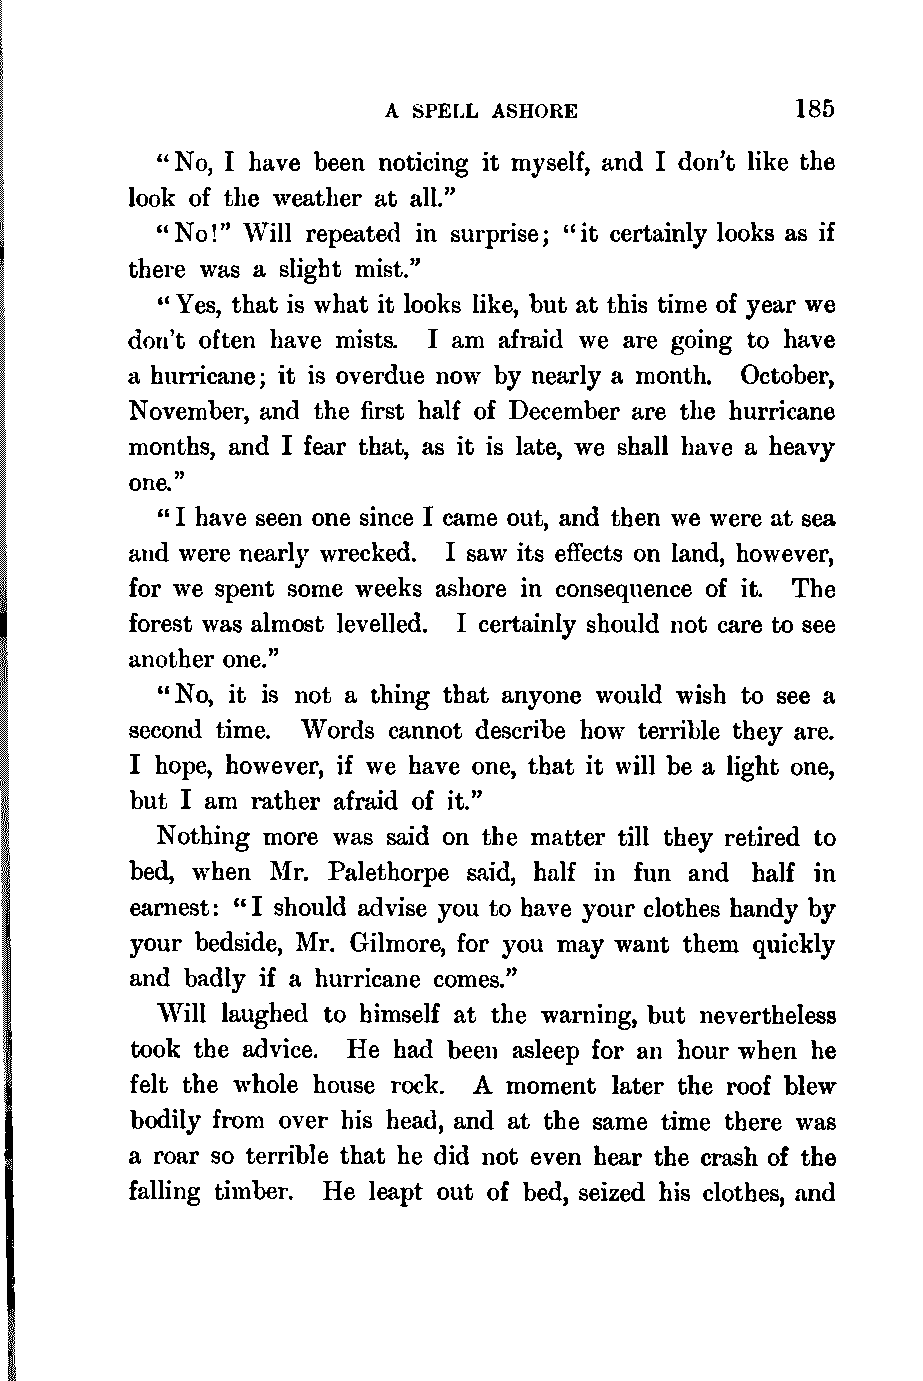 A SPELL ASHORE 185
"No, I have been noticing it myself, and I don't like the
look of the weather at all."
"No!" Will repeated in surprise; "it certainly looks as if
there was a slight mist."
"Yes, that is what it looks like, but at this time of year we
don't often have mists. I am afraid we are going to have
a hurricane; it is overdue now by nearly a month. October,
November, and the first half of December are the hurricane
months, and I fear that, as it is late, we shall have a heavy
one."
"I have seen one since I came out, and then we were at sea
and were nearly wrecked. I saw its effects on land, however,
for we spent some weeks ashore in consequence of it. The
forest was almost levelled. I certainly should not care to see
another one."
"No, it is not a thing that anyone would wish to see a
second time. Words cannot describe how terrible they are.
I hope, however, if we have one, that it will be a light one,
but I am rather afraid of it."
Nothing more was said on the matter till they retired to
bed, when Mr. Palethorpe said, half in fun and half in
earnest: "I should advise you to have your clothes handy by
your bedside, Mr. Gilmore, for you may want them quickly
and badly if a hurricane comes."
Will laughed to himself at the warning, but nevertheless
took the advice. He had been asleep for an hour when he
felt the whole house rock. A moment later the roof blew
bodily from over his head, and at the same time there was
a roar so terrible that he did not even hear the crash of the
falling timber. He leapt out of bed, seized his clothes, and